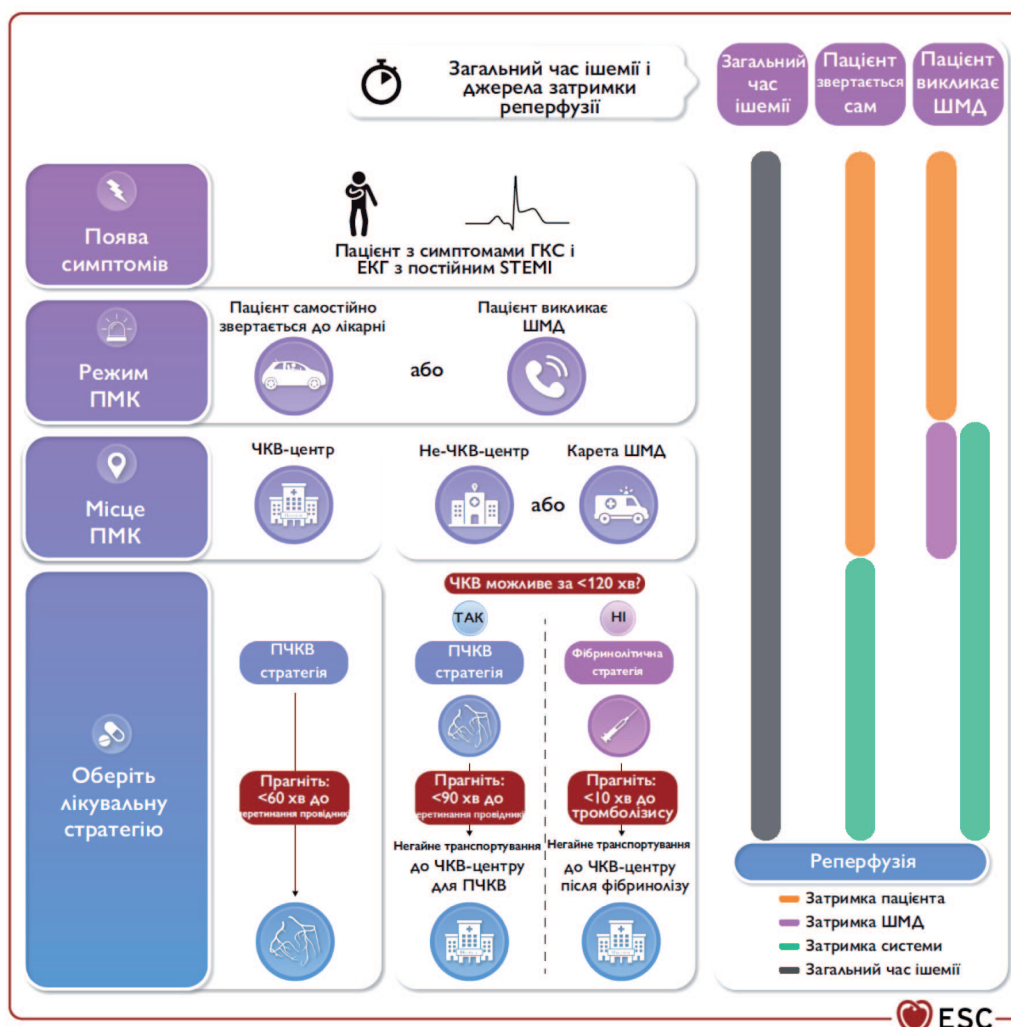 Загальний час ішемії і
джерела затримки
реперфузії
Загальний
час
ішемії
Пацієнт
звертається
сам
Пацієнт
викликає
ШМД
Поява
симптомів
Пацієнт з симптомами ГКС і
ЕКГ з постійним STEMI
Режим
ПМК
Пацієнт самостійно
звертається до лікарні
або
Пацієнт викликає
ШМД
Місце
ПМК
ЧКВ-центр
Не-ЧКВ-центр
або
Карета ШМД
Оберіть
лікувальну
стратегію
ПЧКВ
стратегія
Прагніть:
<60 хв до
еретинання провідник
ЧКВ можливе за <120 хв?
ТАК
ПЧКВ
стратегія
Прагніть:
<90 хв до
еретинання провідник
Негайне транспортування
до ЧКВ-центру
для ПЧКВ
НІ
Фібринолітична
стратегія
Прагніть:
<10 хв до
тромболізису
Негайне транспортування
до ЧКВ-центру
після фібринолізу
Реперфузія
Затримка пацієнта
Затримка ШМД
Затримка системи
Загальний час ішемії
ESC